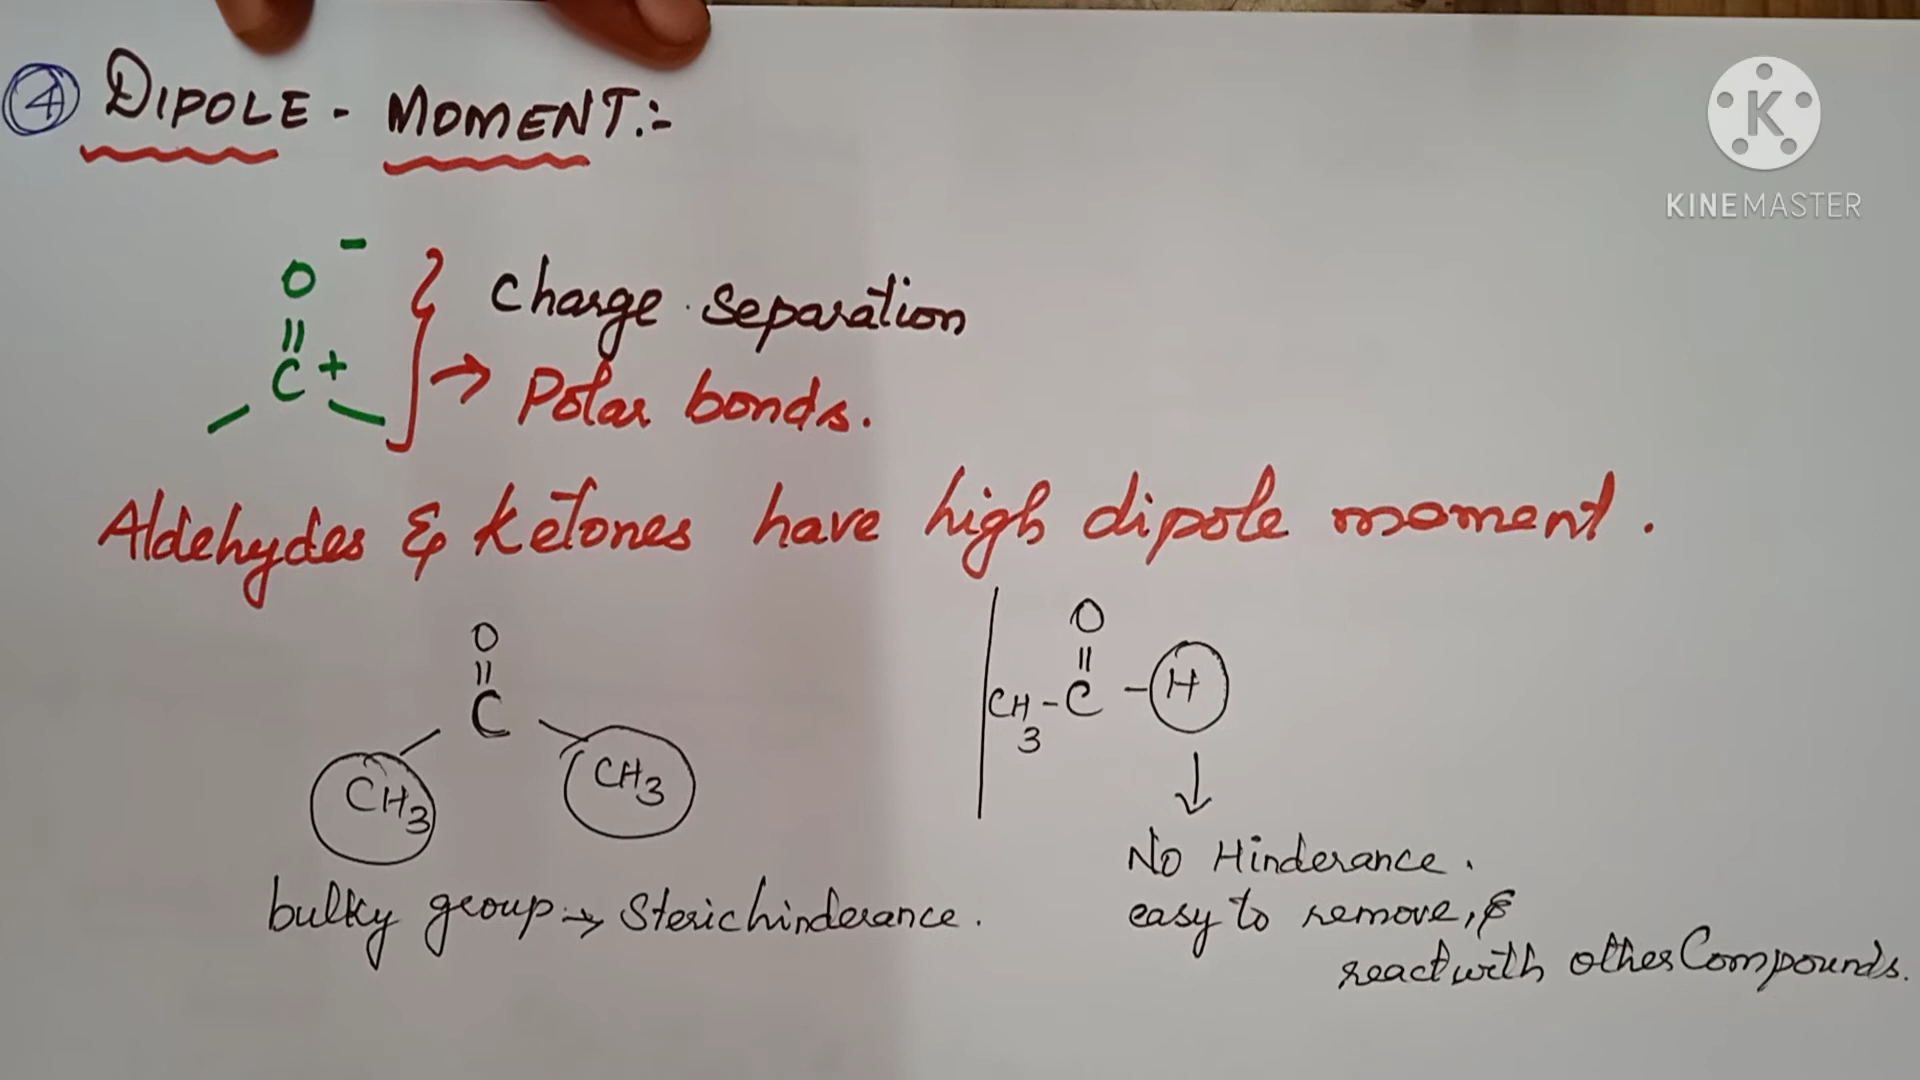 ④ DIPOLE - MOMENT:-
K
KINEMASTER
O -
||
C +
Charge separation
→ Polar bonds.
Aldehydes & Ketones have high dipole moment.
O
||
C
CH3 CH3
bulky group → Sterichinderance.
O
||
CH3 - C - H
↓
No Hinderance.
easy to remove, &
react with other Compounds.